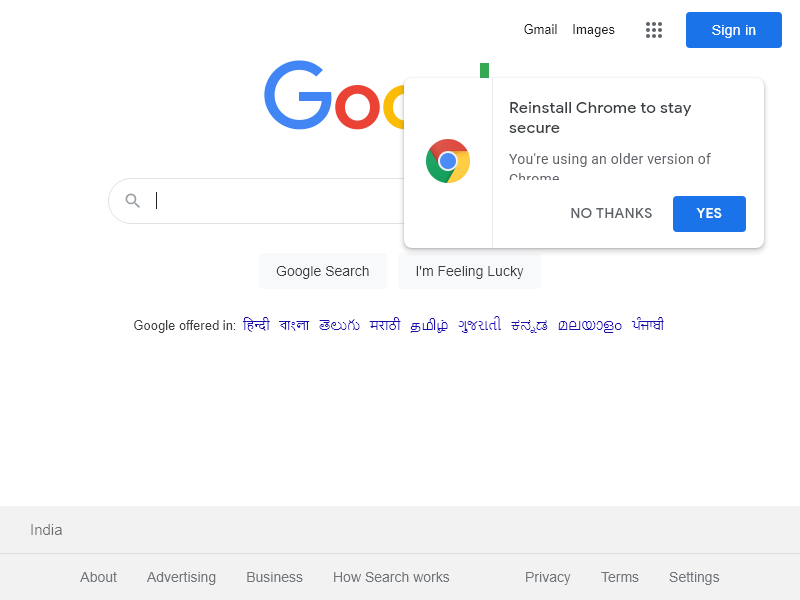 Gmail Images Sign in
Reinstall Chrome to stay
secure
You're using an older version of
Chrome
NO THANKS YES
Google Search I'm Feeling Lucky
Google offered in: हिन्दी বাংলা తెలుగు मराठी தமிழ் ગુજરાતી ಕನ್ನಡ മലയാളം ਪੰਜਾਬੀ
India
About Advertising Business How Search works Privacy Terms Settings